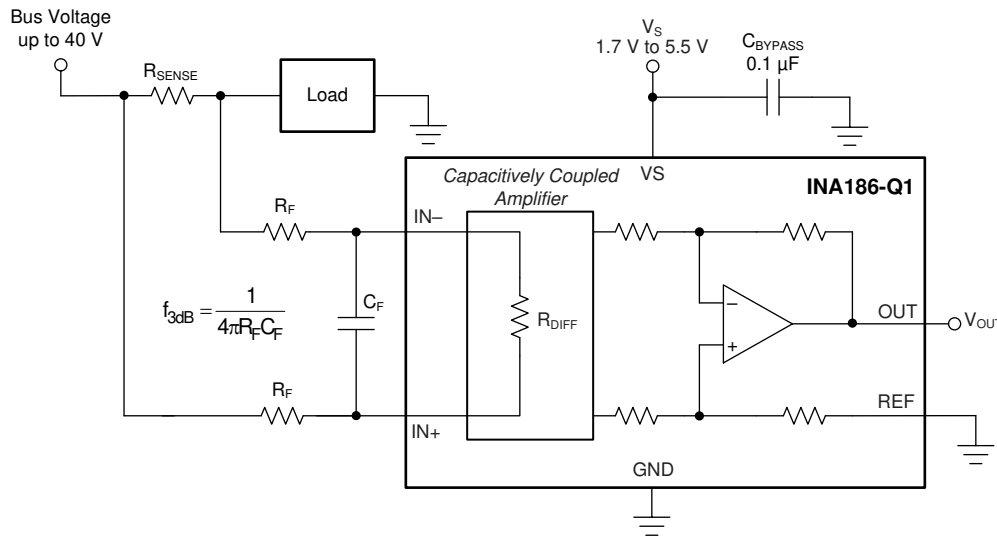 Bus Voltage
up to 40 V
RSENSE
Load
VS
1.7 V to 5.5 V
CBYPASS
0.1 µF
VS
INA186-Q1
Capacitively Coupled
Amplifier
RF
IN–
f3dB = 1 / 4πRFCF
CF
RDIFF
–
+
OUT
VOUT
RF
IN+
REF
GND